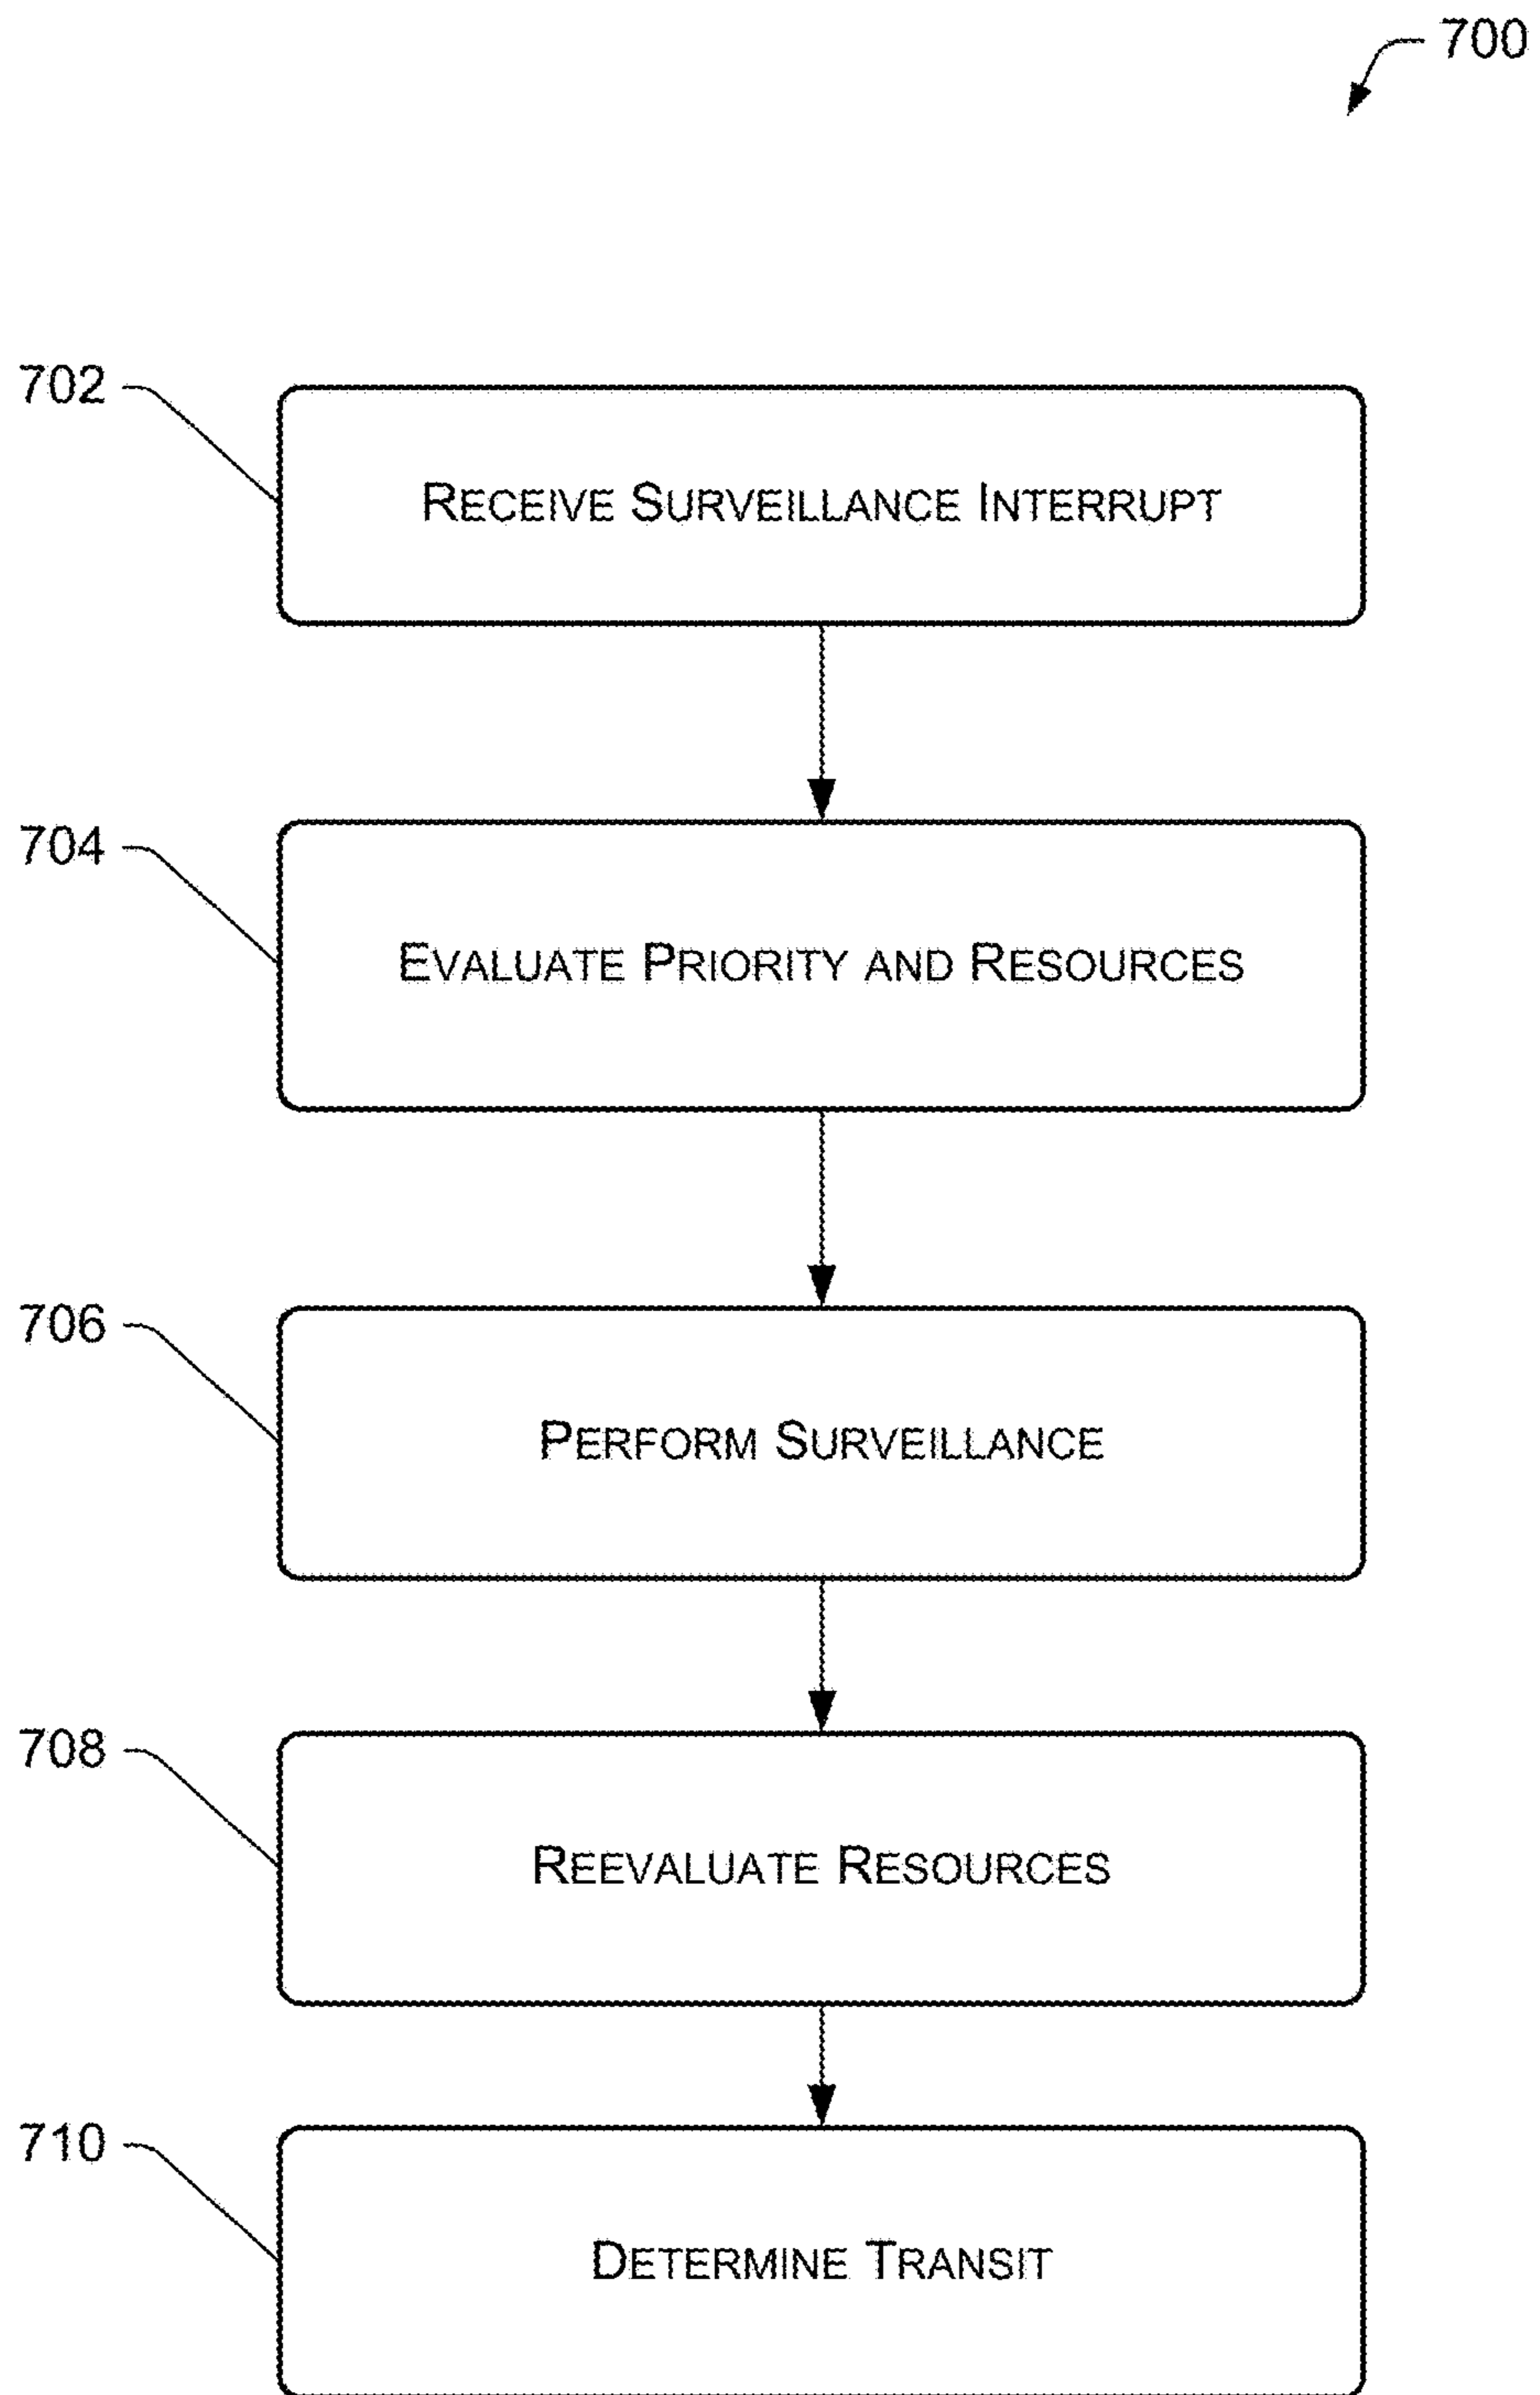 700
702
RECEIVE SURVEILLANCE INTERRUPT
704
EVALUATE PRIORITY AND RESOURCES
706
PERFORM SURVEILLANCE
708
REEVALUATE RESOURCES
710
DETERMINE TRANSIT